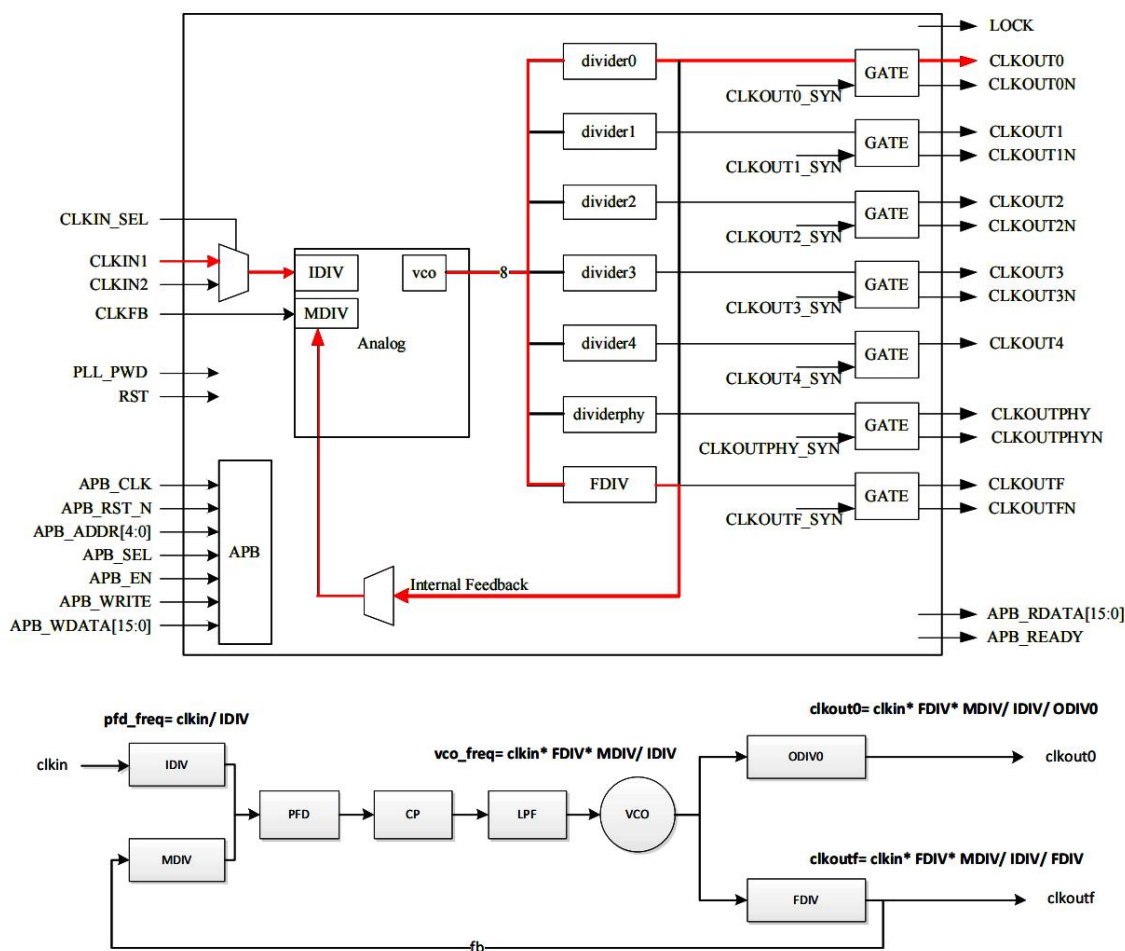 LOCK
divider0
CLKOUT0
GATE
CLKOUT0_SYN
CLKOUT0N
divider1
CLKOUT1
GATE
CLKOUT1_SYN
CLKOUT1N
divider2
CLKOUT2
GATE
CLKOUT2_SYN
CLKOUT2N
CLKIN_SEL
CLKIN1
CLKIN2
CLKFB
IDIV
vco
8
MDIV
Analog
divider3
CLKOUT3
GATE
CLKOUT3_SYN
CLKOUT3N
divider4
CLKOUT4
GATE
CLKOUT4_SYN
PLL_PWD
RST
dividerphy
CLKOUTPHY
GATE
CLKOUTPHY_SYN
CLKOUTPHYN
FDIV
CLKOUTF
GATE
CLKOUTF_SYN
CLKOUTFN
APB_CLK
APB_RST_N
APB_ADDR[4:0]
APB_SEL
APB_EN
APB_WRITE
APB_WDATA[15:0]
APB
Internal Feedback
APB_RDATA[15:0]
APB_READY
pfd_freq= clkin/ IDIV
clkout0= clkin* FDIV* MDIV/ IDIV/ ODIV0
vco_freq= clkin* FDIV* MDIV/ IDIV
clkin
IDIV
ODIV0
clkout0
PFD
CP
LPF
VCO
MDIV
clkoutf= clkin* FDIV* MDIV/ IDIV/ FDIV
FDIV
clkoutf
fb